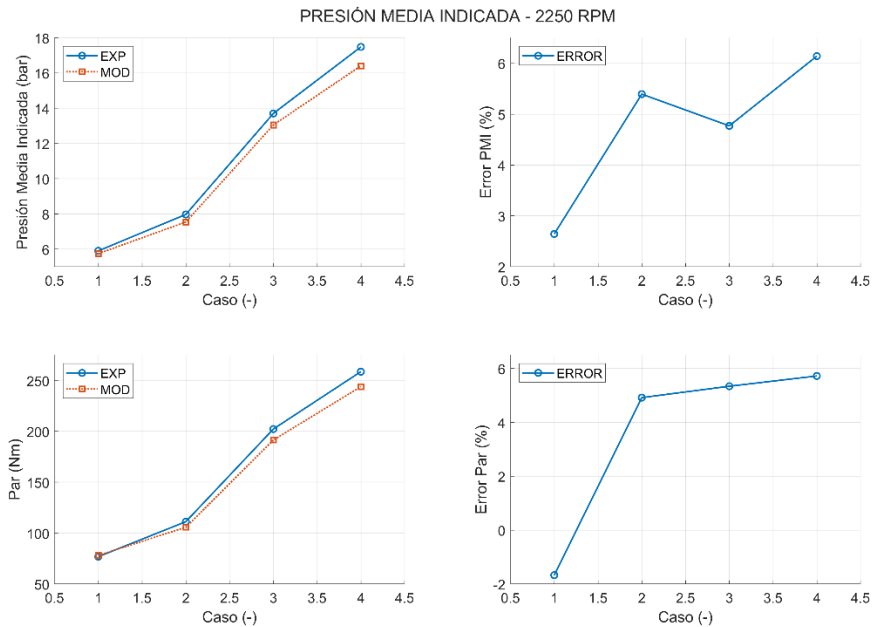 PRESIÓN MEDIA INDICADA - 2250 RPM
18
16
14
12
10
8
6
0.5 1 1.5 2 2.5 3 3.5 4 4.5
Caso (-)
Presión Media Indicada (bar)
EXP
MOD
6
5
4
3
2
0.5 1 1.5 2 2.5 3 3.5 4 4.5
Caso (-)
Error PMI (%)
ERROR
250
200
150
100
50
0.5 1 1.5 2 2.5 3 3.5 4 4.5
Caso (-)
Par (Nm)
EXP
MOD
6
4
2
0
-2
0.5 1 1.5 2 2.5 3 3.5 4 4.5
Caso (-)
Error Par (%)
ERROR